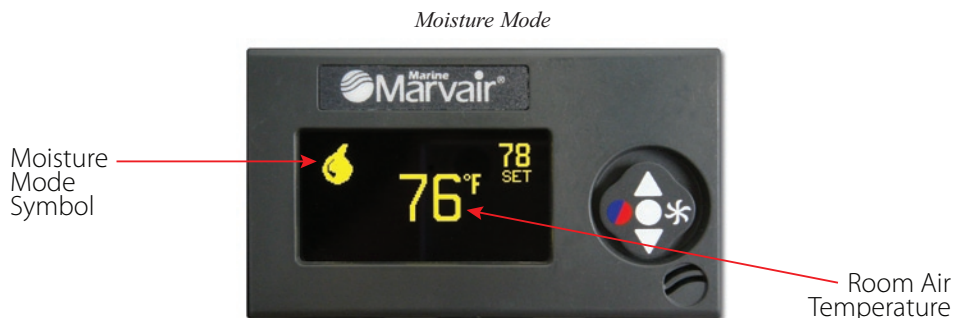 Moisture Mode
Marine
Marvair®
Moisture
Mode
Symbol
78
SET
76°F
Room Air
Temperature